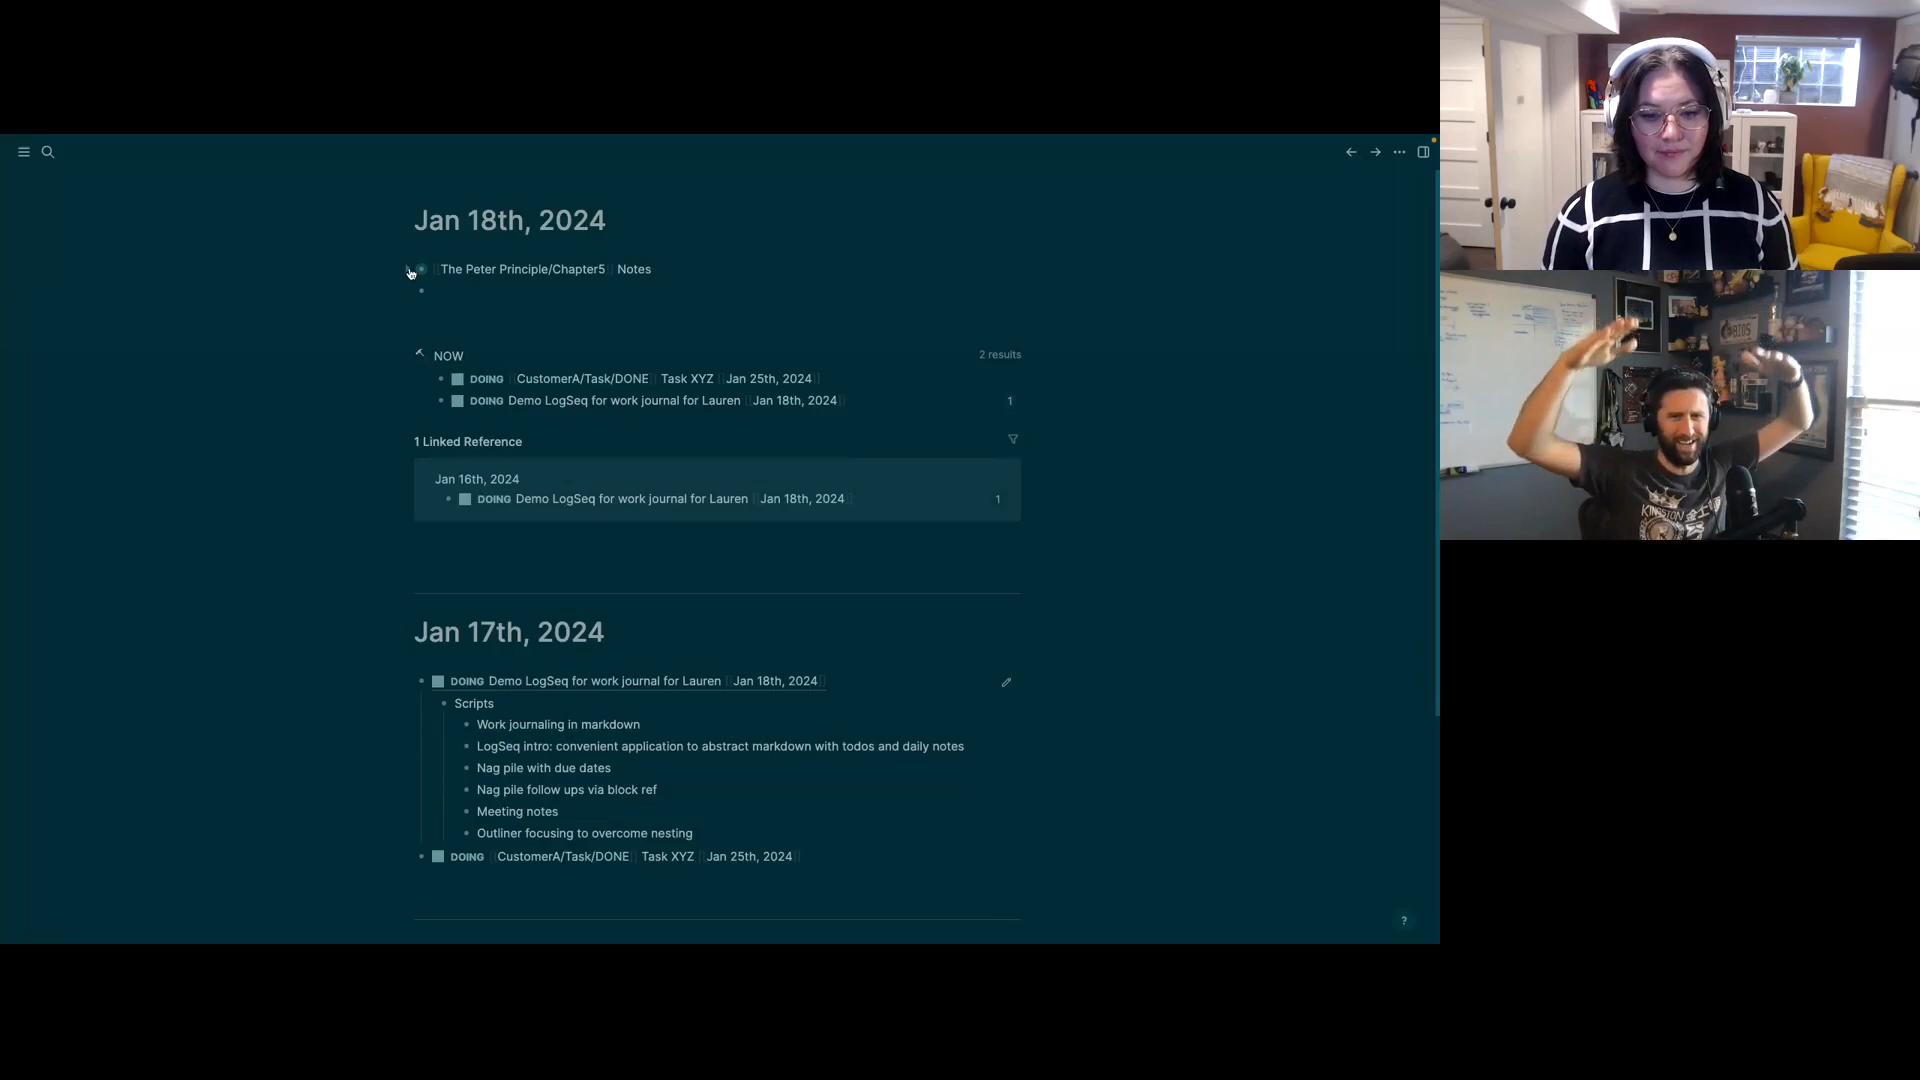 Jan 18th, 2024
[[The Peter Principle/Chapter5]] Notes
NOW
2 results
DOING [[CustomerA/Task/DONE]] Task XYZ [[Jan 25th, 2024]]
DOING Demo LogSeq for work journal for Lauren [[Jan 18th, 2024]]
1
1 Linked Reference
Jan 16th, 2024
DOING Demo LogSeq for work journal for Lauren [[Jan 18th, 2024]]
1
Jan 17th, 2024
DOING Demo LogSeq for work journal for Lauren [[Jan 18th, 2024]]
Scripts
Work journaling in markdown
LogSeq intro: convenient application to abstract markdown with todos and daily notes
Nag pile with due dates
Nag pile follow ups via block ref
Meeting notes
Outliner focusing to overcome nesting
DOING [[CustomerA/Task/DONE]] Task XYZ [[Jan 25th, 2024]]
?
BIOS
KINGSTON